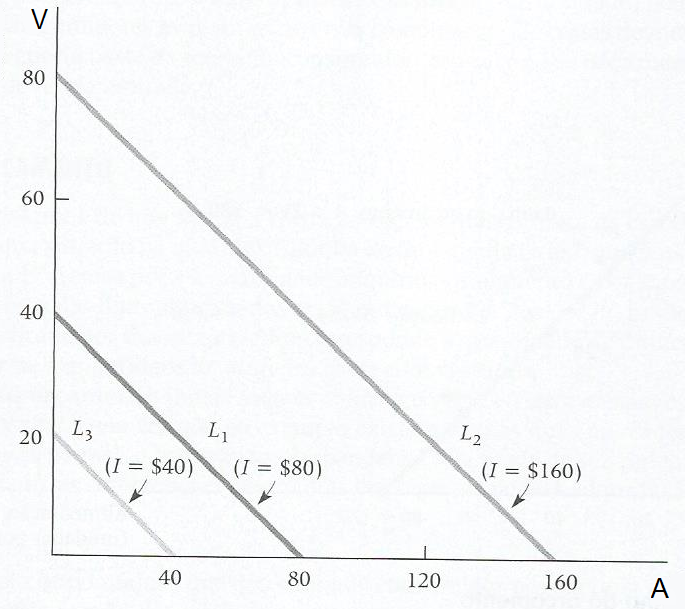 V
80
60
40
20
L3
(I = $40)
L1
(I = $80)
L2
(I = $160)
40
80
120
160
A